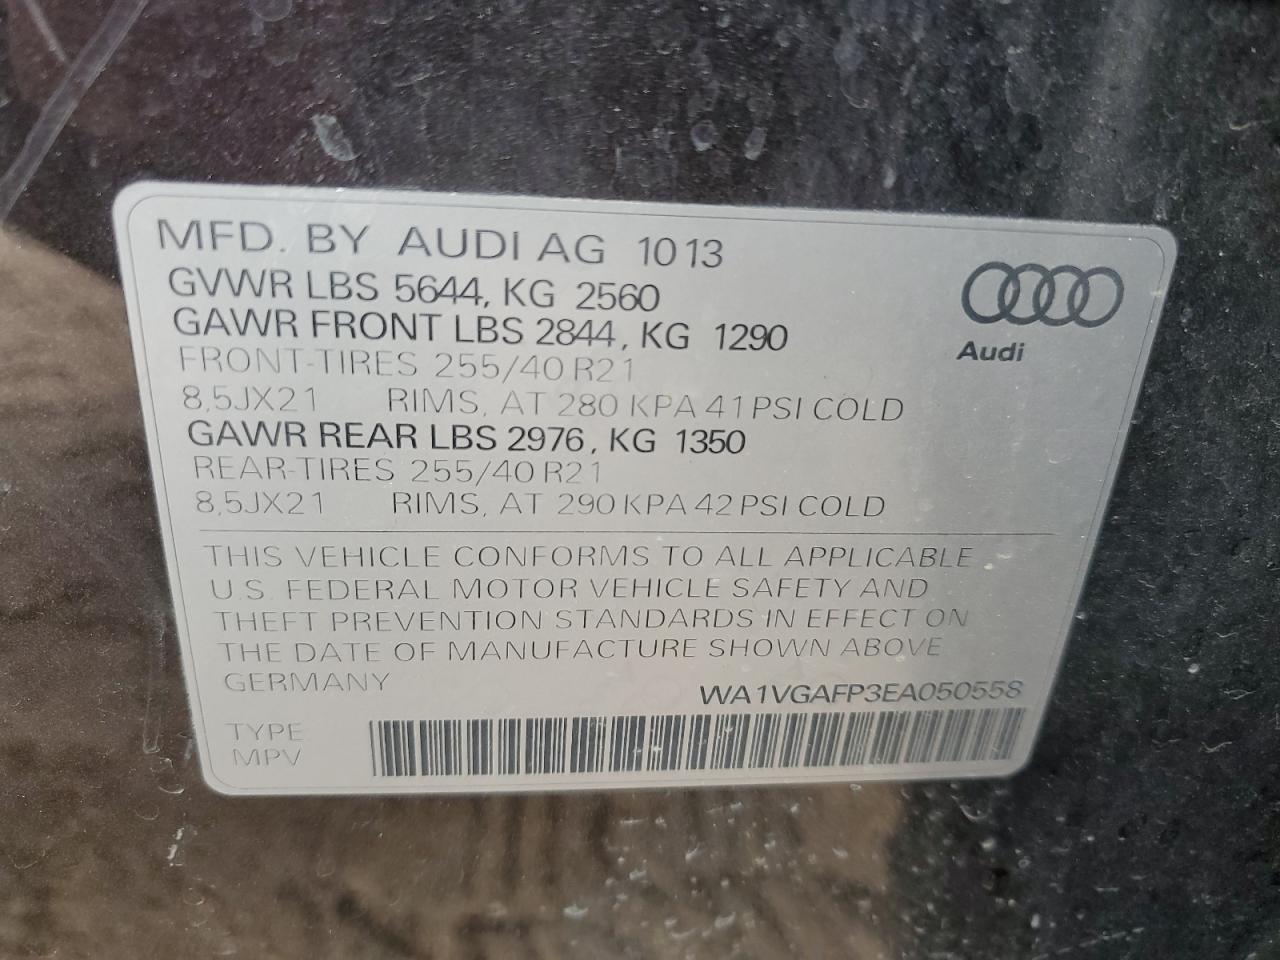 MFD. BY AUDI AG 10 13
GVWR LBS 5644, KG 2560
GAWR FRONT LBS 2844, KG 1290
FRONT-TIRES 255/40 R21
8,5JX21 RIMS, AT 280 KPA 41 PSI COLD
GAWR REAR LBS 2976, KG 1350
REAR-TIRES 255/40 R21
8,5JX21 RIMS, AT 290 KPA 42 PSI COLD
Audi
THIS VEHICLE CONFORMS TO ALL APPLICABLE
U.S. FEDERAL MOTOR VEHICLE SAFETY AND
THEFT PREVENTION STANDARDS IN EFFECT ON
THE DATE OF MANUFACTURE SHOWN ABOVE
GERMANY
WA1VGAFP3EA050558
TYPE
MPV